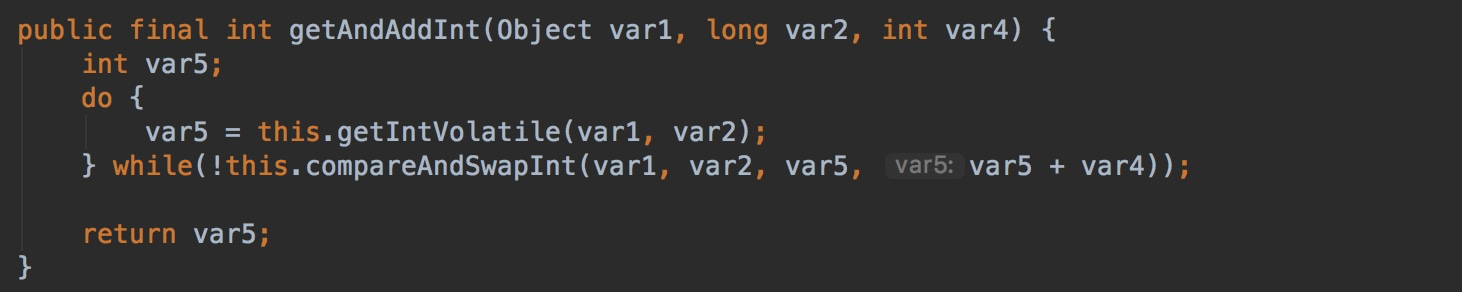 public final int getAndAddInt(Object var1, long var2, int var4) {
    int var5;
    do {
        var5 = this.getIntVolatile(var1, var2);
    } while(!this.compareAndSwapInt(var1, var2, var5, var5: var5 + var4));
    return var5;
}